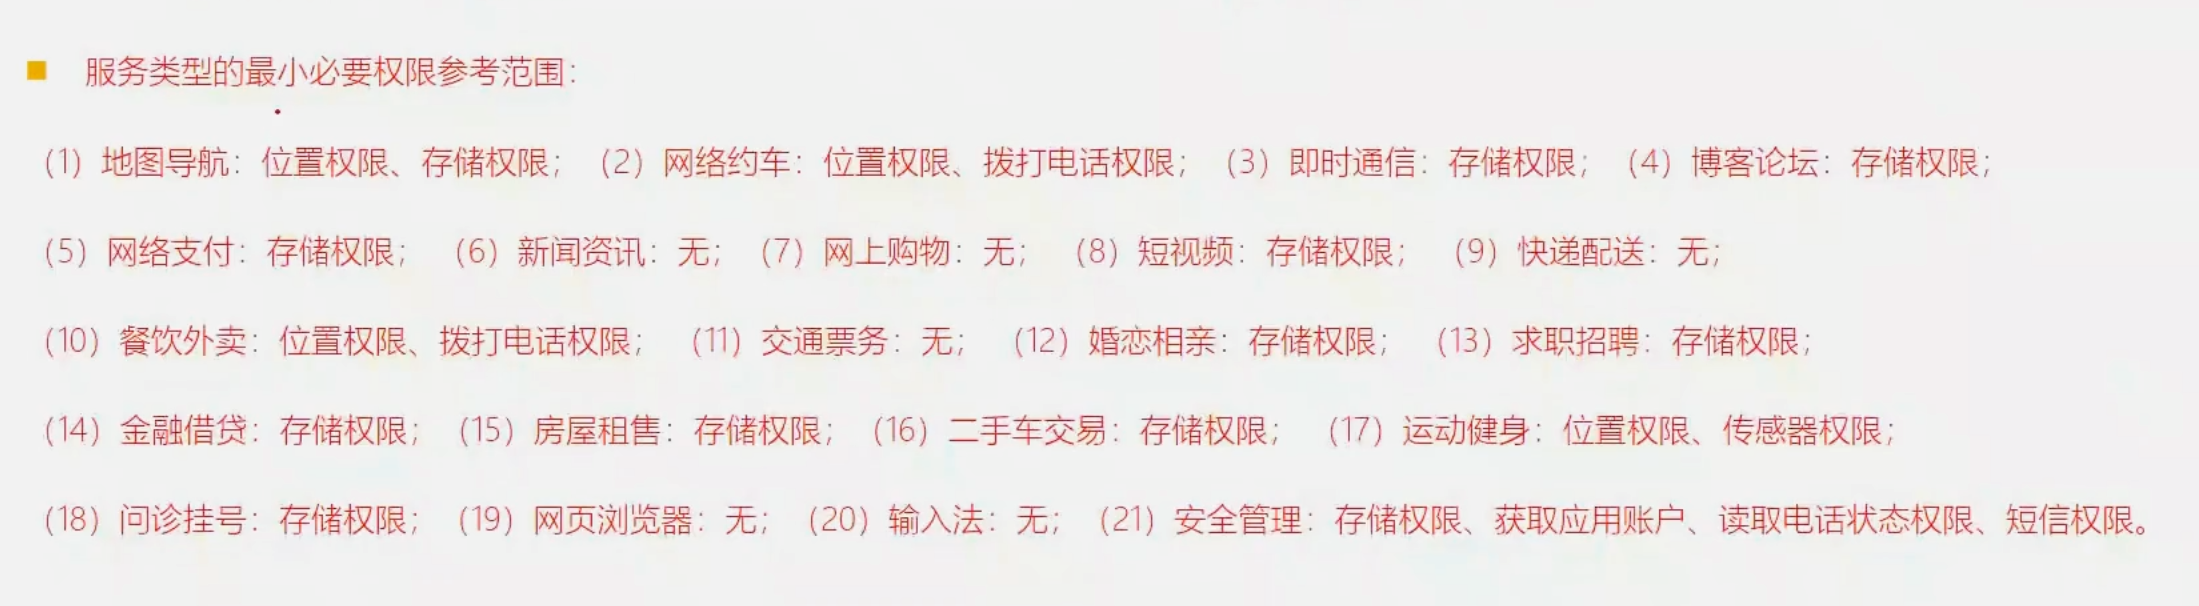 服务类型的最小必要权限参考范围：
(1）地图导航：位置权限、存储权限；（2）网络约车：位置权限、拨打电话权限；（3）即时通信：存储权限；（4）博客论坛：存储权限；
(5）网络支付：存储权限；（6）新闻资讯：无；（7）网上购物：无；（8）短视频：存储权限；（9）快递配送：无；
(10）餐饮外卖：位置权限、拨打电话权限；（11）交通票务：无；（12）婚恋相亲：存储权限；（13）求职招聘：存储权限；
(14）金融借贷：存储权限；（15）房屋租售：存储权限；（16）二手车交易：存储权限；（17）运动健身：位置权限、传感器权限；
(18）问诊挂号：存储权限；（19）网页浏览器：无；（20）输入法：无；（21）安全管理：存储权限、获取应用账户、读取电话状态权限、短信权限。